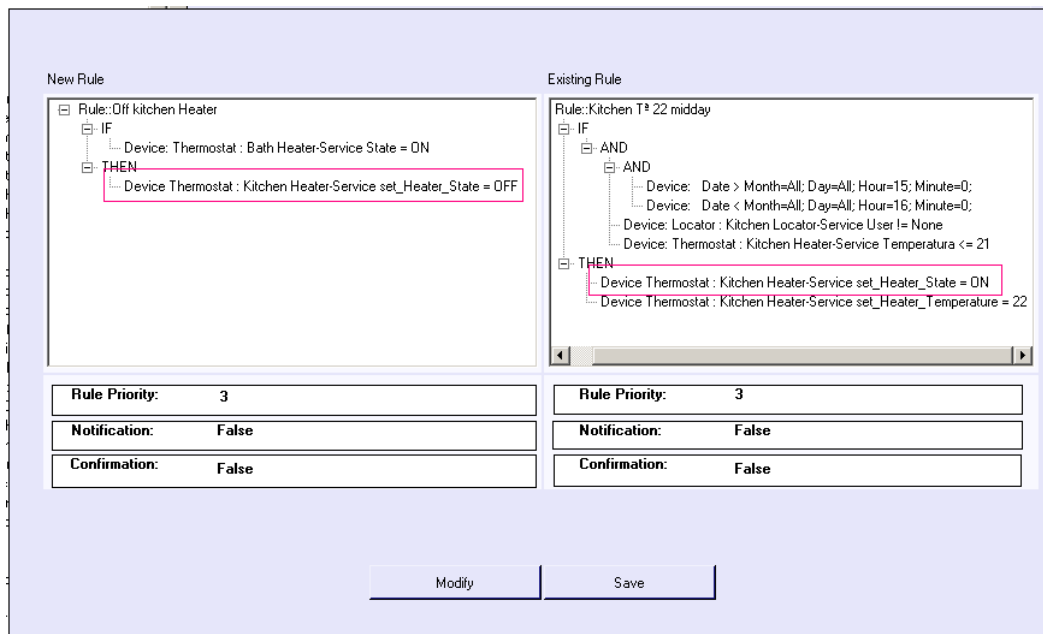 New Rule
Rule::Off kitchen Heater
IF
Device: Thermostat : Bath Heater-Service State = ON
THEN
Device Thermostat : Kitchen Heater-Service set_Heater_State = OFF
Rule Priority: 3
Notification: False
Confirmation: False
Existing Rule
Rule::Kitchen Tª 22 midday
IF
AND
AND
Device: Date > Month=All; Day=All; Hour=15; Minute=0;
Device: Date < Month=All; Day=All; Hour=16; Minute=0;
Device: Locator : Kitchen Locator-Service User != None
Device: Thermostat : Kitchen Heater-Service Temperatura <= 21
THEN
Device Thermostat : Kitchen Heater-Service set_Heater_State = ON
Device Thermostat : Kitchen Heater-Service set_Heater_Temperature = 22
Rule Priority: 3
Notification: False
Confirmation: False
Modify
Save